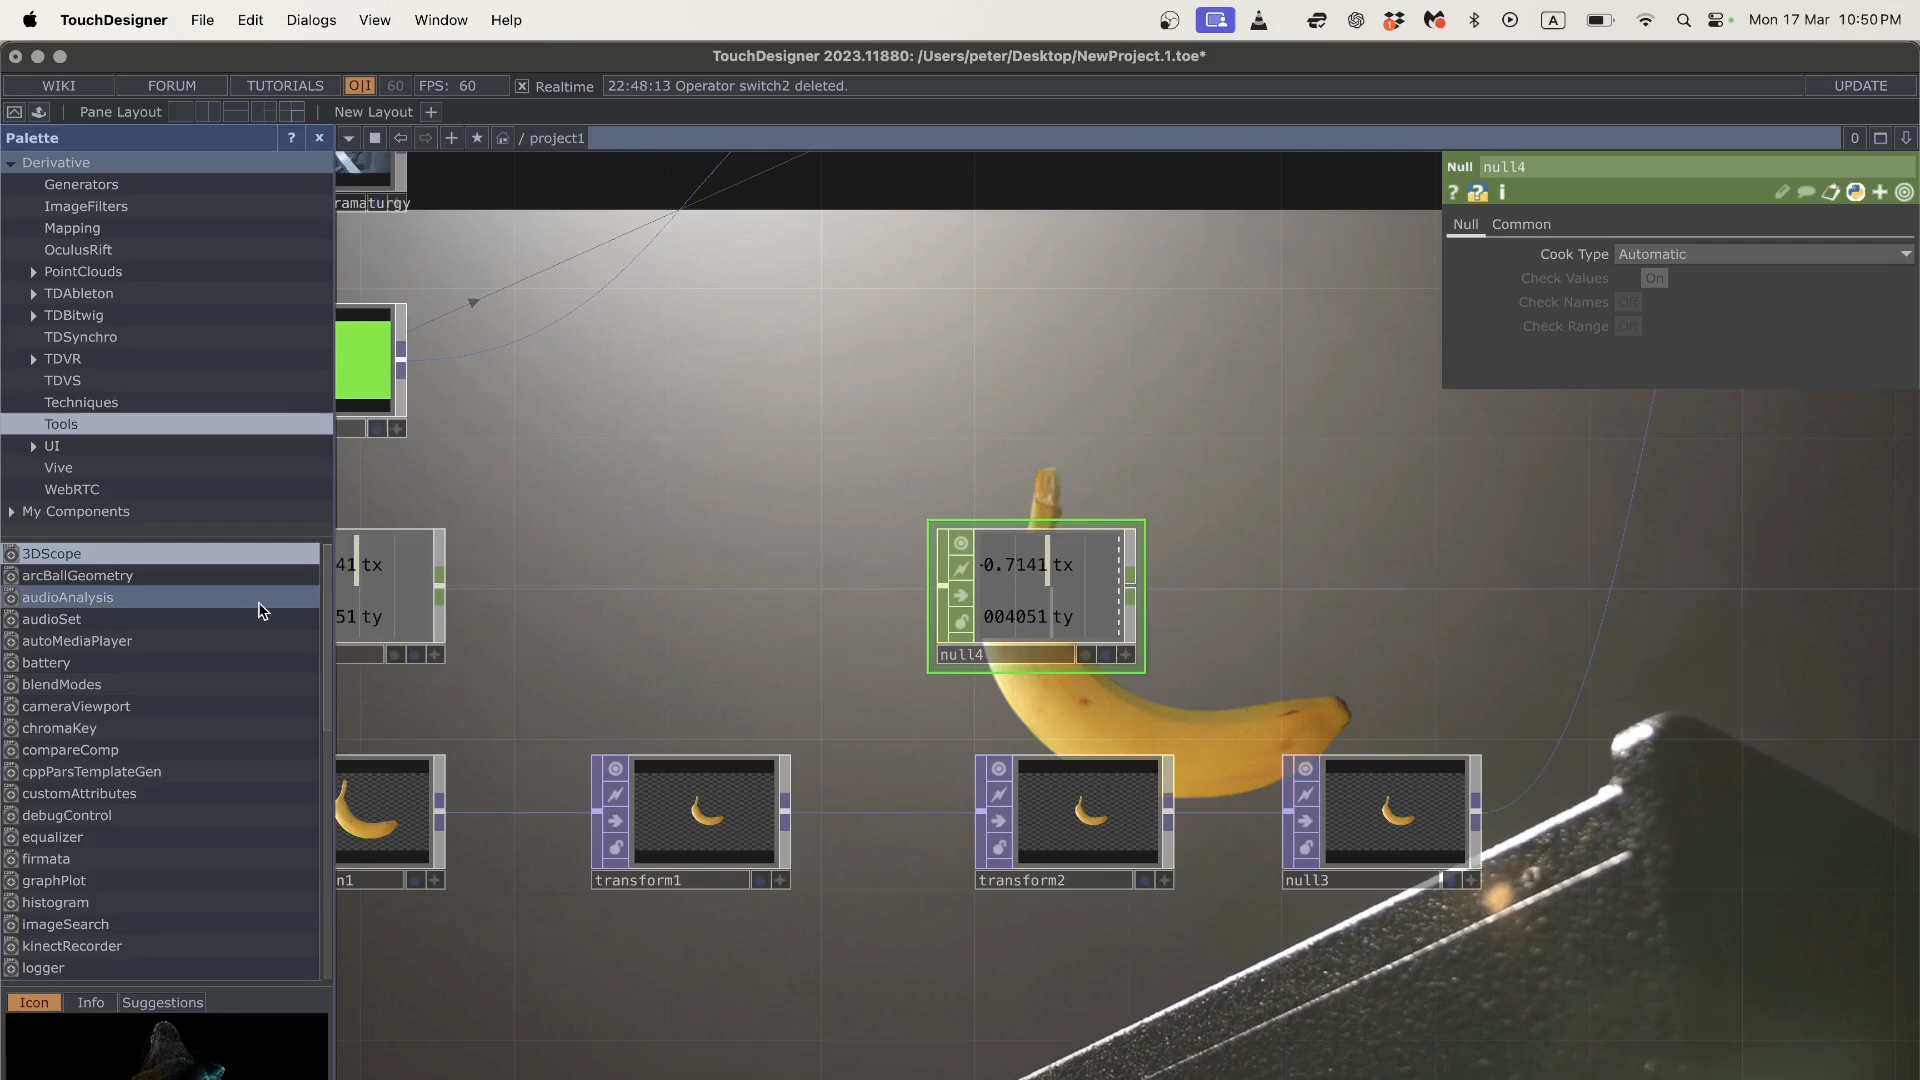 TouchDesigner File Edit Dialogs View Window Help
A Mon 17 Mar 10:50 PM
TouchDesigner 2023.11880: /Users/peter/Desktop/NewProject.1.toe*
WIKI FORUM TUTORIALS O|I 60 FPS: 60 Realtime 22:48:13 Operator switch2 deleted. UPDATE
Pane Layout New Layout +
Palette ? x / project1 0
Derivative
Generators
ImageFilters
Mapping
OculusRift
PointClouds
TDAbleton
TDBitwig
TDSynchro
TDVR
TDVS
Techniques
Tools
UI
Vive
WebRTC
My Components
3DScope
arcBallGeometry
audioAnalysis
audioSet
autoMediaPlayer
battery
blendModes
cameraViewport
chromaKey
compareComp
cppParsTemplateGen
customAttributes
debugControl
equalizer
firmata
graphPlot
histogram
imageSearch
kinectRecorder
logger
Icon Info Suggestions
ramaturgy
41 tx
51 ty
-0.7141 tx
004051 ty
null4
n1
transform1
transform2
null3
Null null4
? ? i
Null Common
Cook Type Automatic
Check Values On
Check Names Off
Check Range Off